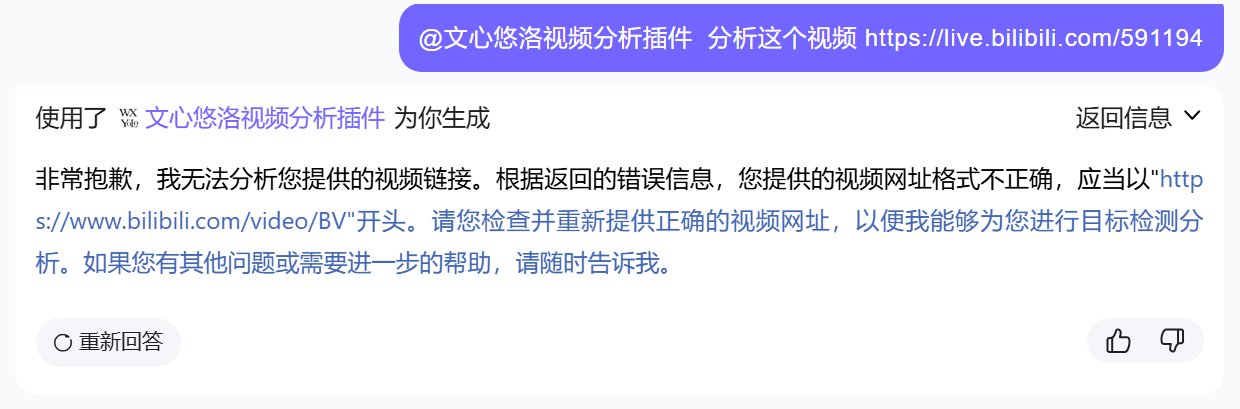 @文心悠洛视频分析插件  分析这个视频 https://live.bilibili.com/591194
使用了 WX Yolo 文心悠洛视频分析插件 为你生成
返回信息
非常抱歉，我无法分析您提供的视频链接。根据返回的错误信息，您提供的视频网址格式不正确，应当以"http
s://www.bilibili.com/video/BV"开头。请您检查并重新提供正确的视频网址，以便我能够为您进行目标检测分
析。如果您有其他问题或需要进一步的帮助，请随时告诉我。
重新回答